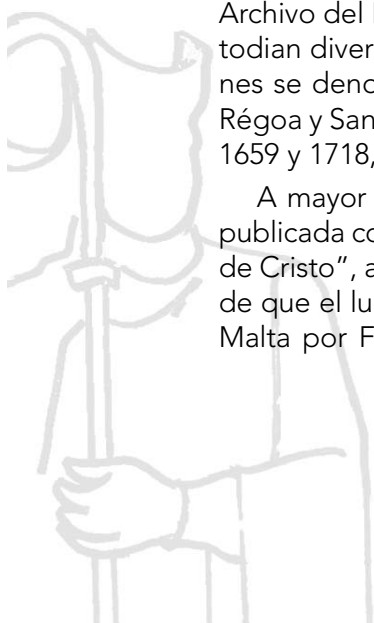 Archivo del
todian diver
nes se deno
Régoa y San
1659 y 1718,
A mayor
publicada co
de Cristo”, a
de que el lu
Malta por F